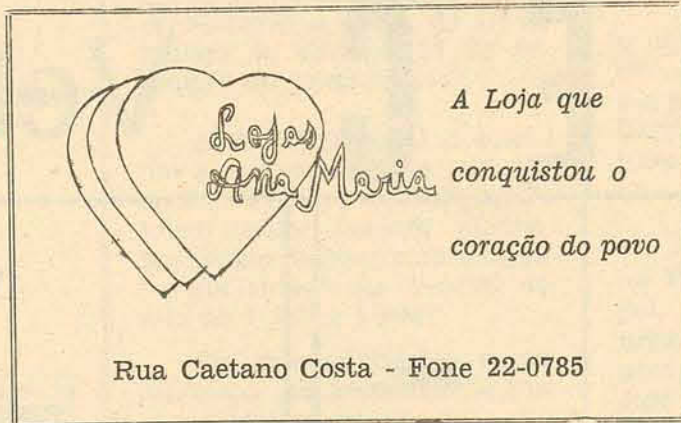 Lojas
Ana Maria
A Loja que
conquistou o
coração do povo
Rua Caetano Costa - Fone 22-0785